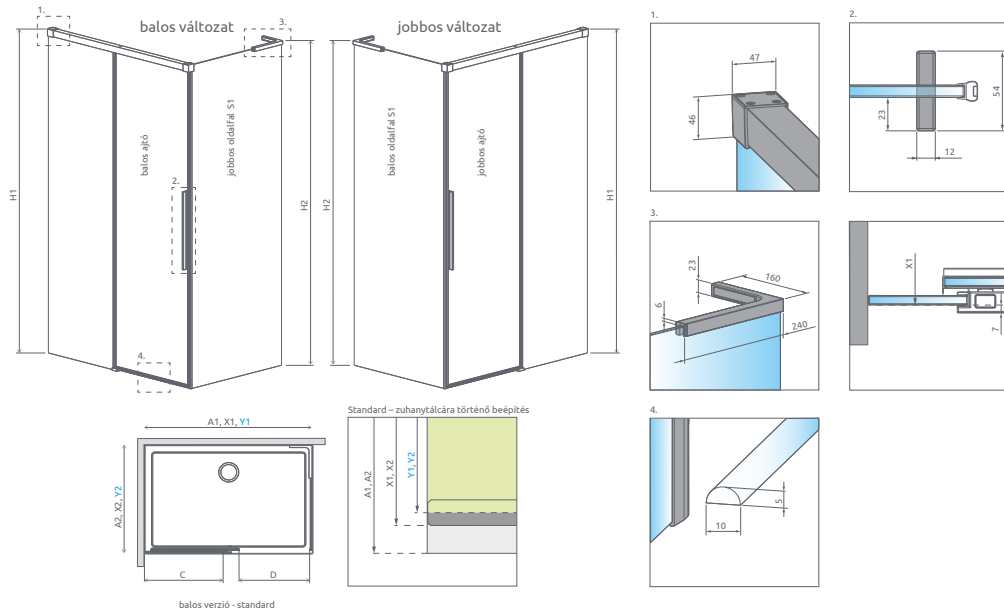 1.
balos változat
3.
jobbos változat
H1
balos ajtó
jobbos oldalfal S1
2.
H2
4.
H2
balos oldalfal S1
jobbos ajtó
H1
1.
47
46
2.
54
23
12
3.
23
160
6
240
X1
7
4.
5
10
A1, X1, Y1
A2, X2, Y2
C
D
balos verzió - standard
Standard – zuhanytálcára történő beépítés
A1, A2
X1, X2
Y1, Y2